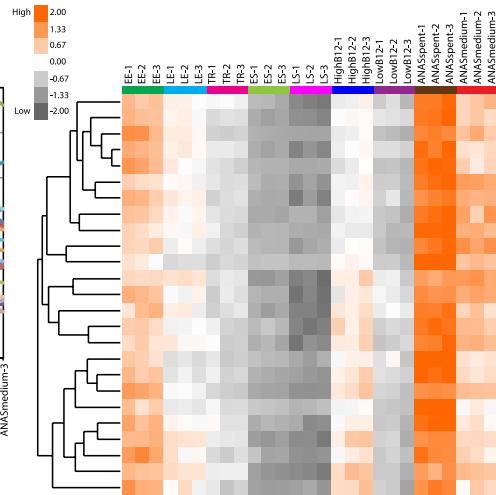 High
2.00
1.33
0.67
0.00
-0.67
-1.33
Low
-2.00
EE-1
EE-2
EE-3
LE-1
LE-2
LE-3
TR-1
TR-2
TR-3
ES-1
ES-2
ES-3
LS-1
LS-2
LS-3
HighB12-1
HighB12-2
HighB12-3
LowB12-1
LowB12-2
LowB12-3
ANASspent-1
ANASspent-2
ANASspent-3
ANASmedium-1
ANASmedium-2
ANASmedium-3
ANASmedium-3